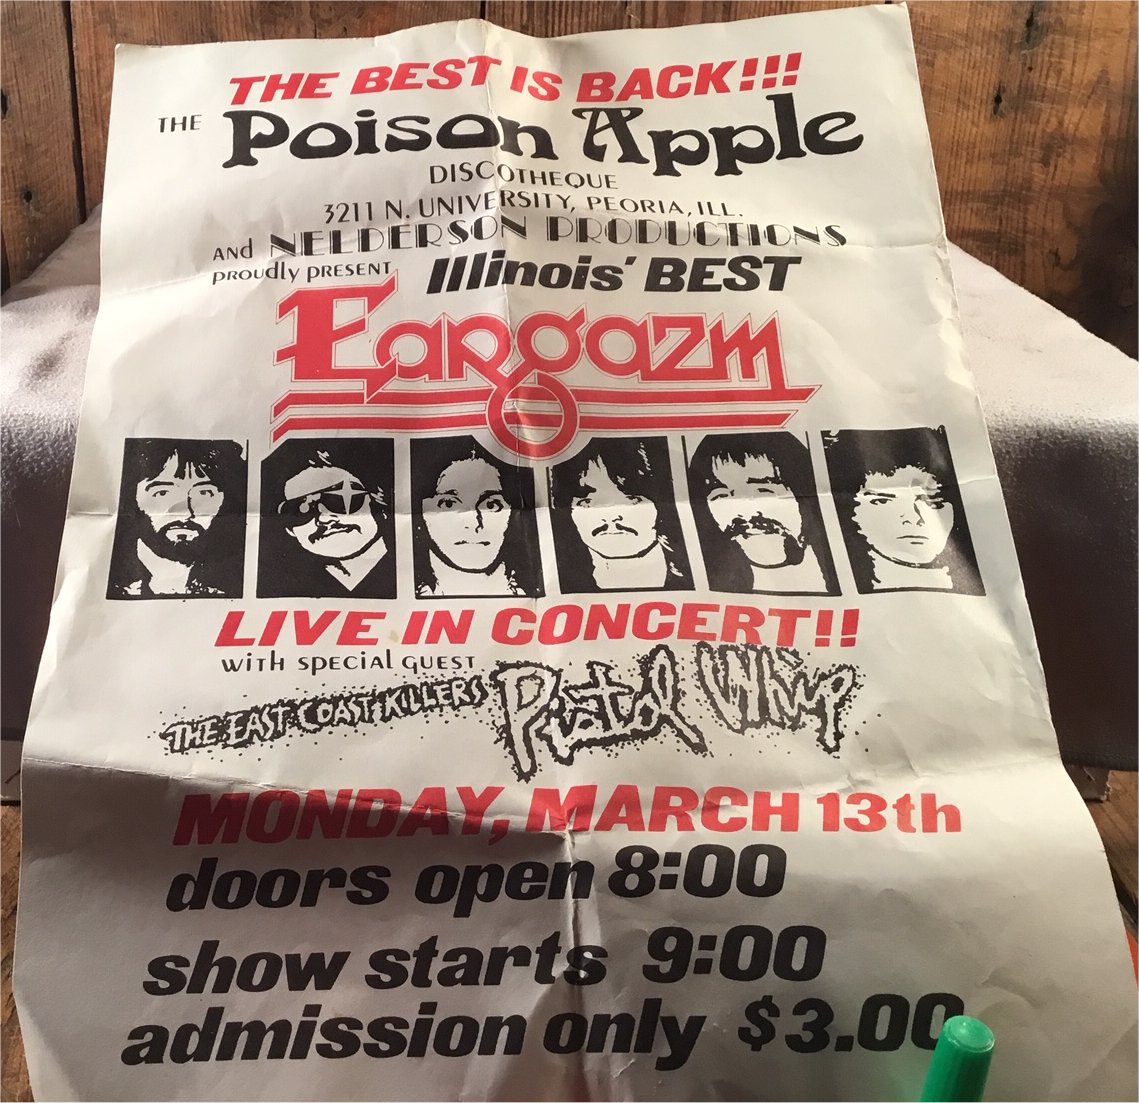 THE BEST IS BACK!!!
THE Poison Apple
DISCOTHEQUE
3211 N. UNIVERSITY, PEORIA, ILL.
AND NELDERSON PRODUCTIONS
proudly PRESENT Illinois' BEST
Eargazm
LIVE IN CONCERT!!
with special GUEST
THE EAST COAST KILLERS Pistol Whip
MONDAY, MARCH 13th
doors open 8:00
show starts 9:00
admission only $3.00